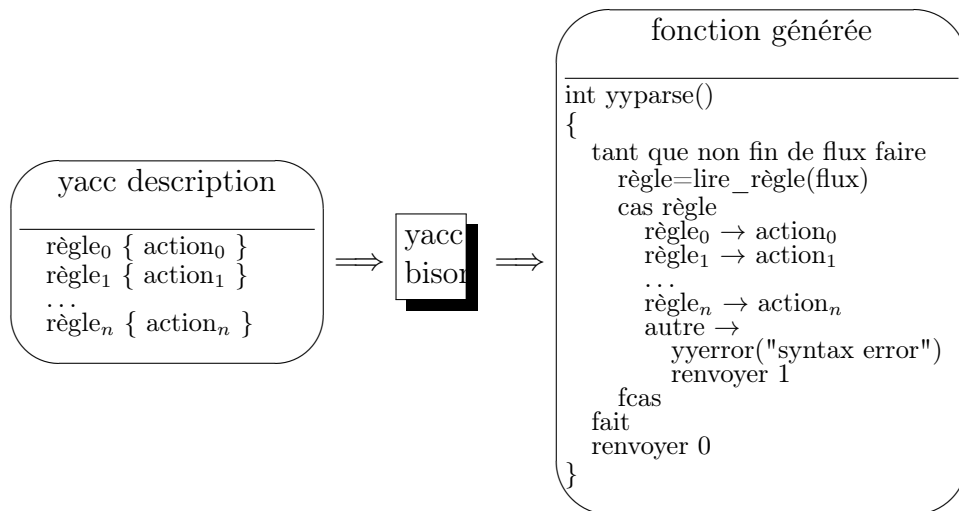 yacc description
règle₀ { action₀ }
règle₁ { action₁ }
...
règleₙ { actionₙ }
⟹
yacc
bison
⟹
fonction générée
int yyparse()
{
tant que non fin de flux faire
règle=lire_règle(flux)
cas règle
règle₀ → action₀
règle₁ → action₁
...
règleₙ → actionₙ
autre →
yyerror("syntax error")
renvoyer 1
fcas
fait
renvoyer 0
}